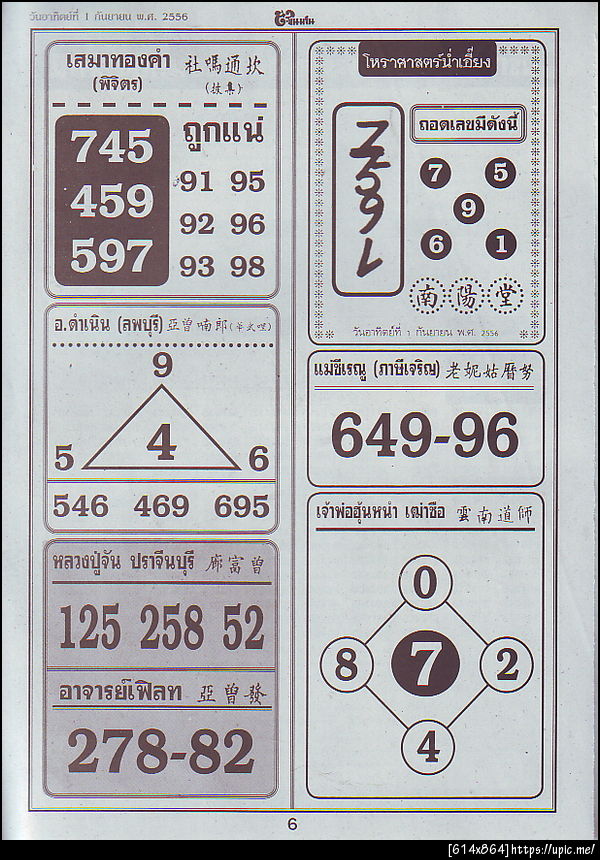 วันอาทิตย์ที่ 1 กันยายน พ.ศ. 2556
เสมาทองคำ
(พิจิตร)
745
459
597
ถูกแน่
91 95
92 96
93 98
อ.ดำเนิน (ลพบุรี)
9
4
5 6
546 469 695
หลวงปู่จัน ปราจีนบุรี 廊富曾
125 258 52
อาจารย์เฟิลท 亞曾發
278-82
โหราศาสตร์น่ำเอี๊ยง
ถอดเลขมีดังนี้
7 5
9
6 1
南陽堂
วันอาทิตย์ที่ 1 กันยายน พ.ศ. 2556
แม่ชีเรณู (ภาษีเจริญ)
649-96
เจ้าพ่อฮุ้นหนำ เฒ่าซือ 雲南道師
0
8 7 2
4
6
[614x864]https://upic.me/